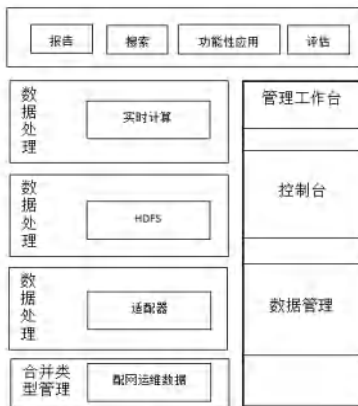 报告 搜索 功能性应用 评估
数据处理
实时计算
管理工作台
数据处理
HDFS
控制台
数据处理
适配器
数据管理
合并类型管理
配网运维数据